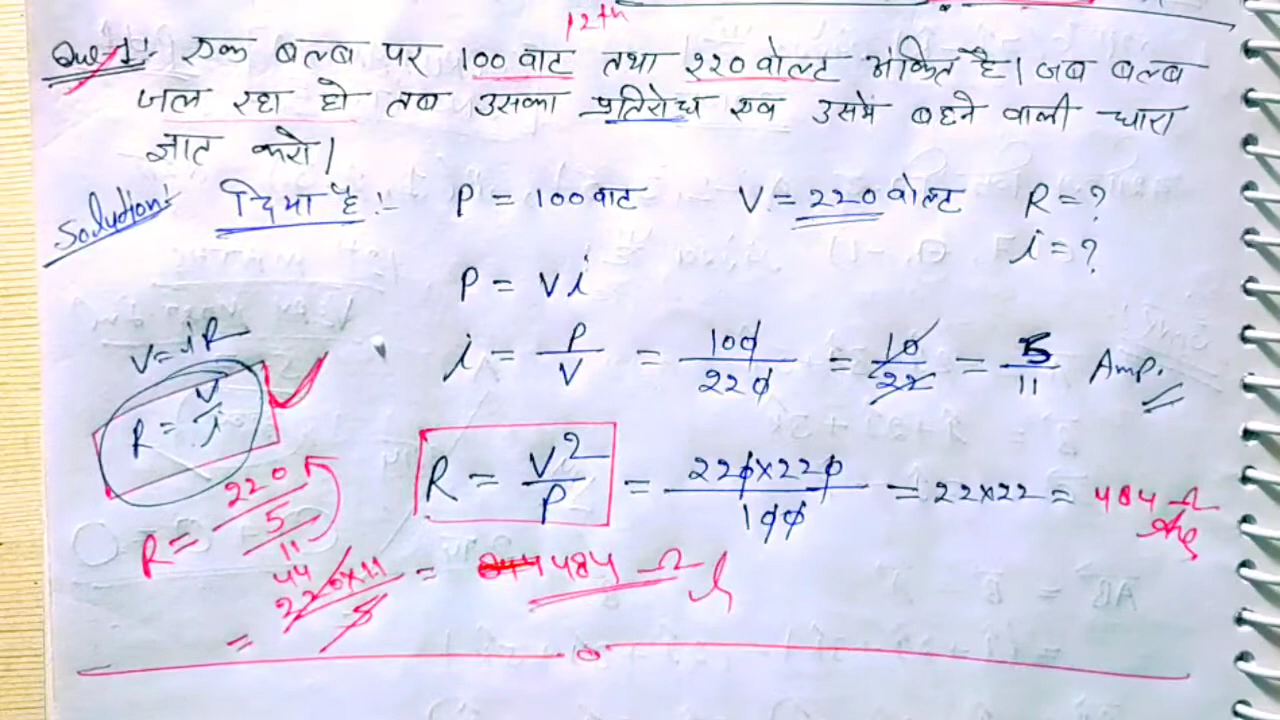 12th
Que-1:- एक बल्ब पर 100 वाट तथा 220 वोल्ट अंकित है। जब बल्ब
जल रहा हो तब उसका प्रतिरोध एव उसमे बहने वाली धारा
ज्ञाट करो।
Solution:- दिया है :- P = 100 वाट V = 220 वोल्ट R = ?
i = ?
P = Vi
i = P/V = 100/220 = 10/22 = 5/11 Amp.
V = iR
R = V/i
R = V²/P = 220×220/100 = 22×22 = 484 Ω
Ans
R = 220/5/11
= 44 220×11/5 = 484 Ω